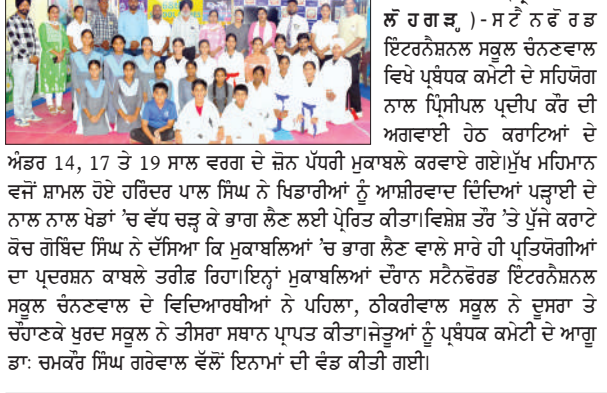 ਲੋਹਗੜ੍ਹ)-ਸਟੈਨਫੋਰਡ
ਇੰਟਰਨੈਸ਼ਨਲ ਸਕੂਲ ਚੰਨਣਵਾਲ
ਵਿਖੇ ਪ੍ਰਬੰਧਕ ਕਮੇਟੀ ਦੇ ਸਹਿਯੋਗ
ਨਾਲ ਪ੍ਰਿੰਸੀਪਲ ਪ੍ਰਦੀਪ ਕੌਰ ਦੀ
ਅਗਵਾਈ ਹੇਠ ਕਰਾਟਿਆਂ ਦੇ
ਅੰਡਰ 14, 17 ਤੇ 19 ਸਾਲ ਵਰਗ ਦੇ ਜ਼ੋਨ ਪੱਧਰੀ ਮੁਕਾਬਲੇ ਕਰਵਾਏ ਗਏ।ਮੁੱਖ ਮਹਿਮਾਨ
ਵਜੋਂ ਸ਼ਾਮਲ ਹੋਏ ਹਰਿੰਦਰ ਪਾਲ ਸਿੰਘ ਨੇ ਖਿਡਾਰੀਆਂ ਨੂੰ ਆਸ਼ੀਰਵਾਦ ਦਿੰਦਿਆਂ ਪੜ੍ਹਾਈ ਦੇ
ਨਾਲ ਨਾਲ ਖੇਡਾਂ 'ਚ ਵੱਧ ਚੜ੍ਹ ਕੇ ਭਾਗ ਲੈਣ ਲਈ ਪ੍ਰੇਰਿਤ ਕੀਤਾ।ਵਿਸ਼ੇਸ਼ ਤੌਰ 'ਤੇ ਪੁੱਜੇ ਕਰਾਟੇ
ਕੋਚ ਗੋਬਿੰਦ ਸਿੰਘ ਨੇ ਦੱਸਿਆ ਕਿ ਮੁਕਾਬਲਿਆਂ 'ਚ ਭਾਗ ਲੈਣ ਵਾਲੇ ਸਾਰੇ ਹੀ ਪ੍ਰਤਿਯੋਗੀਆਂ
ਦਾ ਪ੍ਰਦਰਸ਼ਨ ਕਾਬਲੇ ਤਰੀਫ਼ ਰਿਹਾ।ਇਨ੍ਹਾਂ ਮੁਕਾਬਲਿਆਂ ਦੌਰਾਨ ਸਟੈਨਫੋਰਡ ਇੰਟਰਨੈਸ਼ਨਲ
ਸਕੂਲ ਚੰਨਣਵਾਲ ਦੇ ਵਿਦਿਆਰਥੀਆਂ ਨੇ ਪਹਿਲਾ, ਠੀਕਰੀਵਾਲ ਸਕੂਲ ਨੇ ਦੂਸਰਾ ਤੇ
ਚੌਹਾਣਕੇ ਖੁਰਦ ਸਕੂਲ ਨੇ ਤੀਸਰਾ ਸਥਾਨ ਪ੍ਰਾਪਤ ਕੀਤਾ।ਜੇਤੂਆਂ ਨੂੰ ਪ੍ਰਬੰਧਕ ਕਮੇਟੀ ਦੇ ਆਗੂ
ਡਾਃ ਚਮਕੌਰ ਸਿੰਘ ਗਰੇਵਾਲ ਵੱਲੋਂ ਇਨਾਮਾਂ ਦੀ ਵੰਡ ਕੀਤੀ ਗਈ।